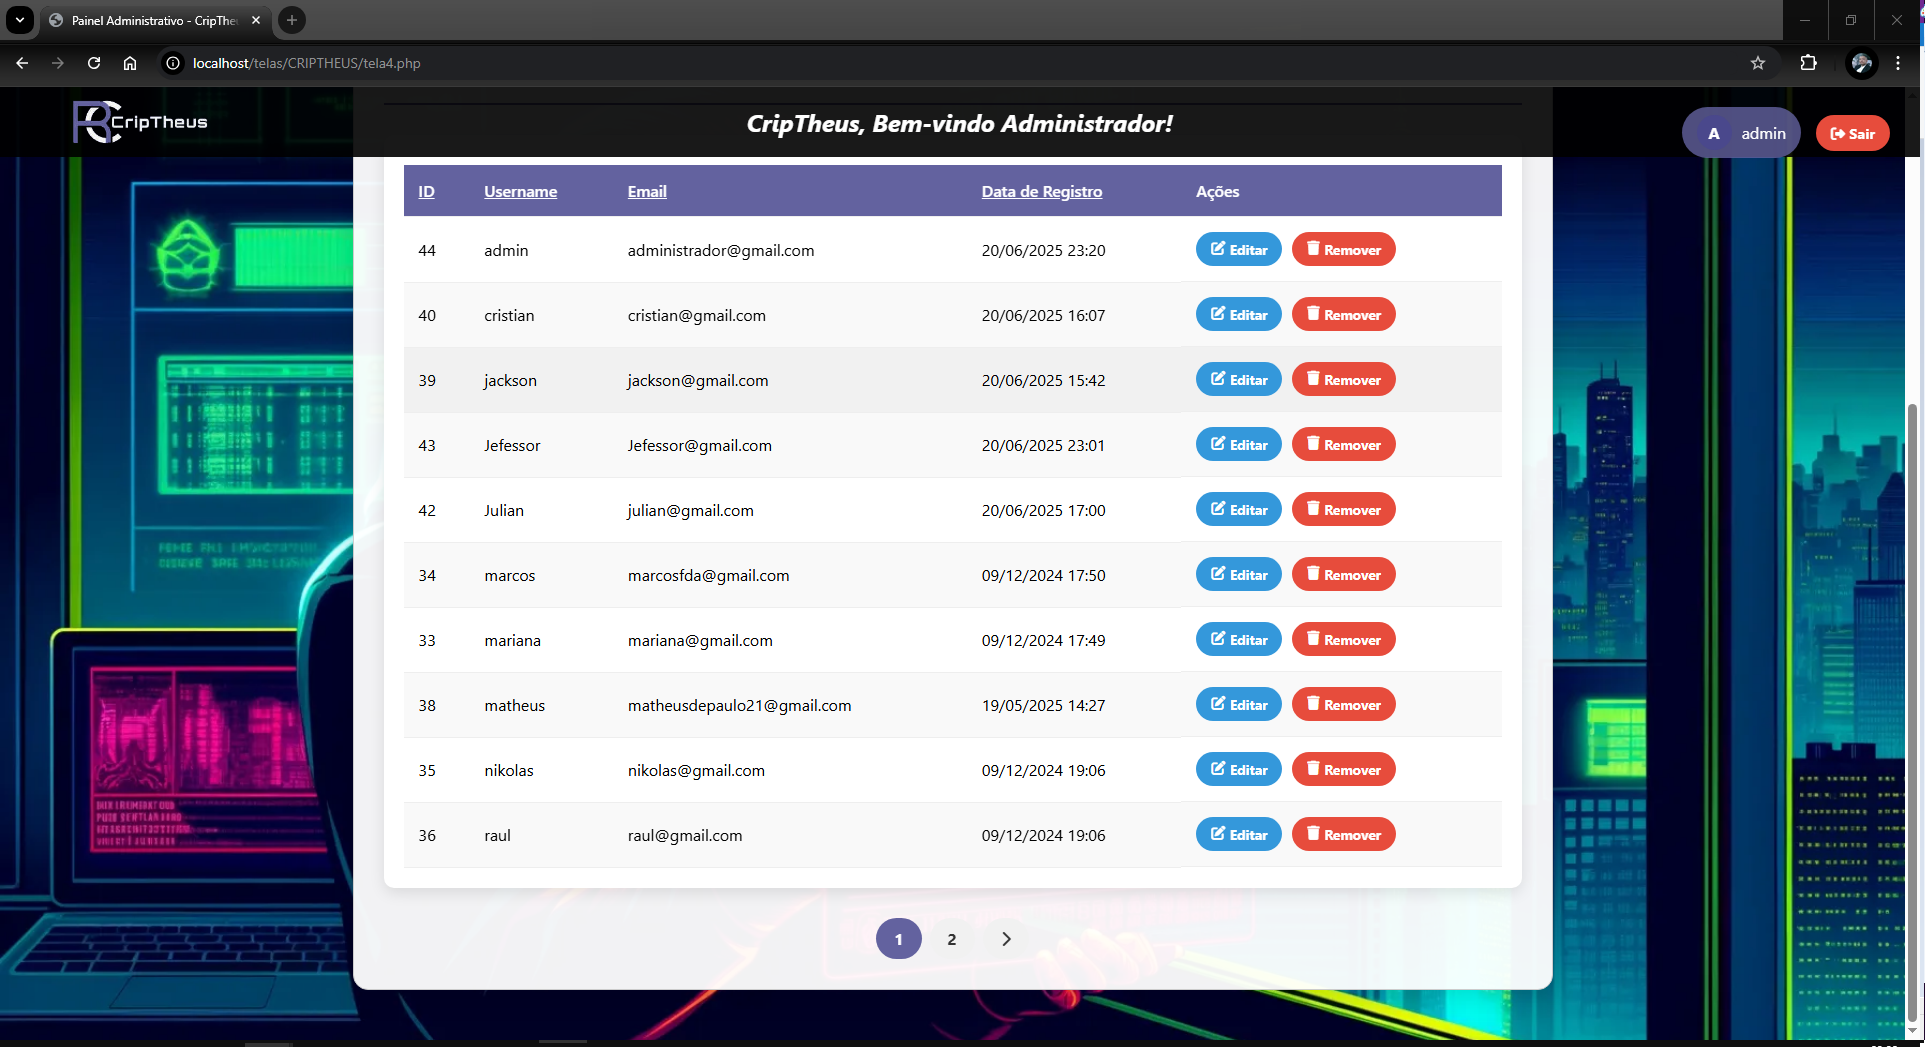 Painel Administrativo - CripThe
localhost/telas/CRIPTHEUS/tela4.php
RC CripTheus
CripTheus, Bem-vindo Administrador!
A admin
Sair
ID Username Email Data de Registro Ações
44 admin administrador@gmail.com 20/06/2025 23:20 Editar Remover
40 cristian cristian@gmail.com 20/06/2025 16:07 Editar Remover
39 jackson jackson@gmail.com 20/06/2025 15:42 Editar Remover
43 Jefessor Jefessor@gmail.com 20/06/2025 23:01 Editar Remover
42 Julian julian@gmail.com 20/06/2025 17:00 Editar Remover
34 marcos marcosfda@gmail.com 09/12/2024 17:50 Editar Remover
33 mariana mariana@gmail.com 09/12/2024 17:49 Editar Remover
38 matheus matheusdepaulo21@gmail.com 19/05/2025 14:27 Editar Remover
35 nikolas nikolas@gmail.com 09/12/2024 19:06 Editar Remover
36 raul raul@gmail.com 09/12/2024 19:06 Editar Remover
1 2